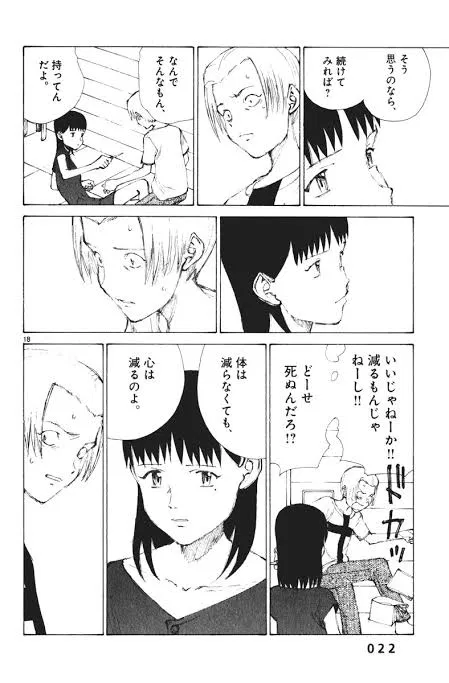 そう
思うのなら、
続けて
みれば？
なんで
そんなもん、
持ってん
だよ。
18
いいじゃねーか!!
減るもんじゃ
ねーし!!
どーせ
死ぬんだろ!?
ドカッ
体は
減らなくても、
心は
減るのよ。
022